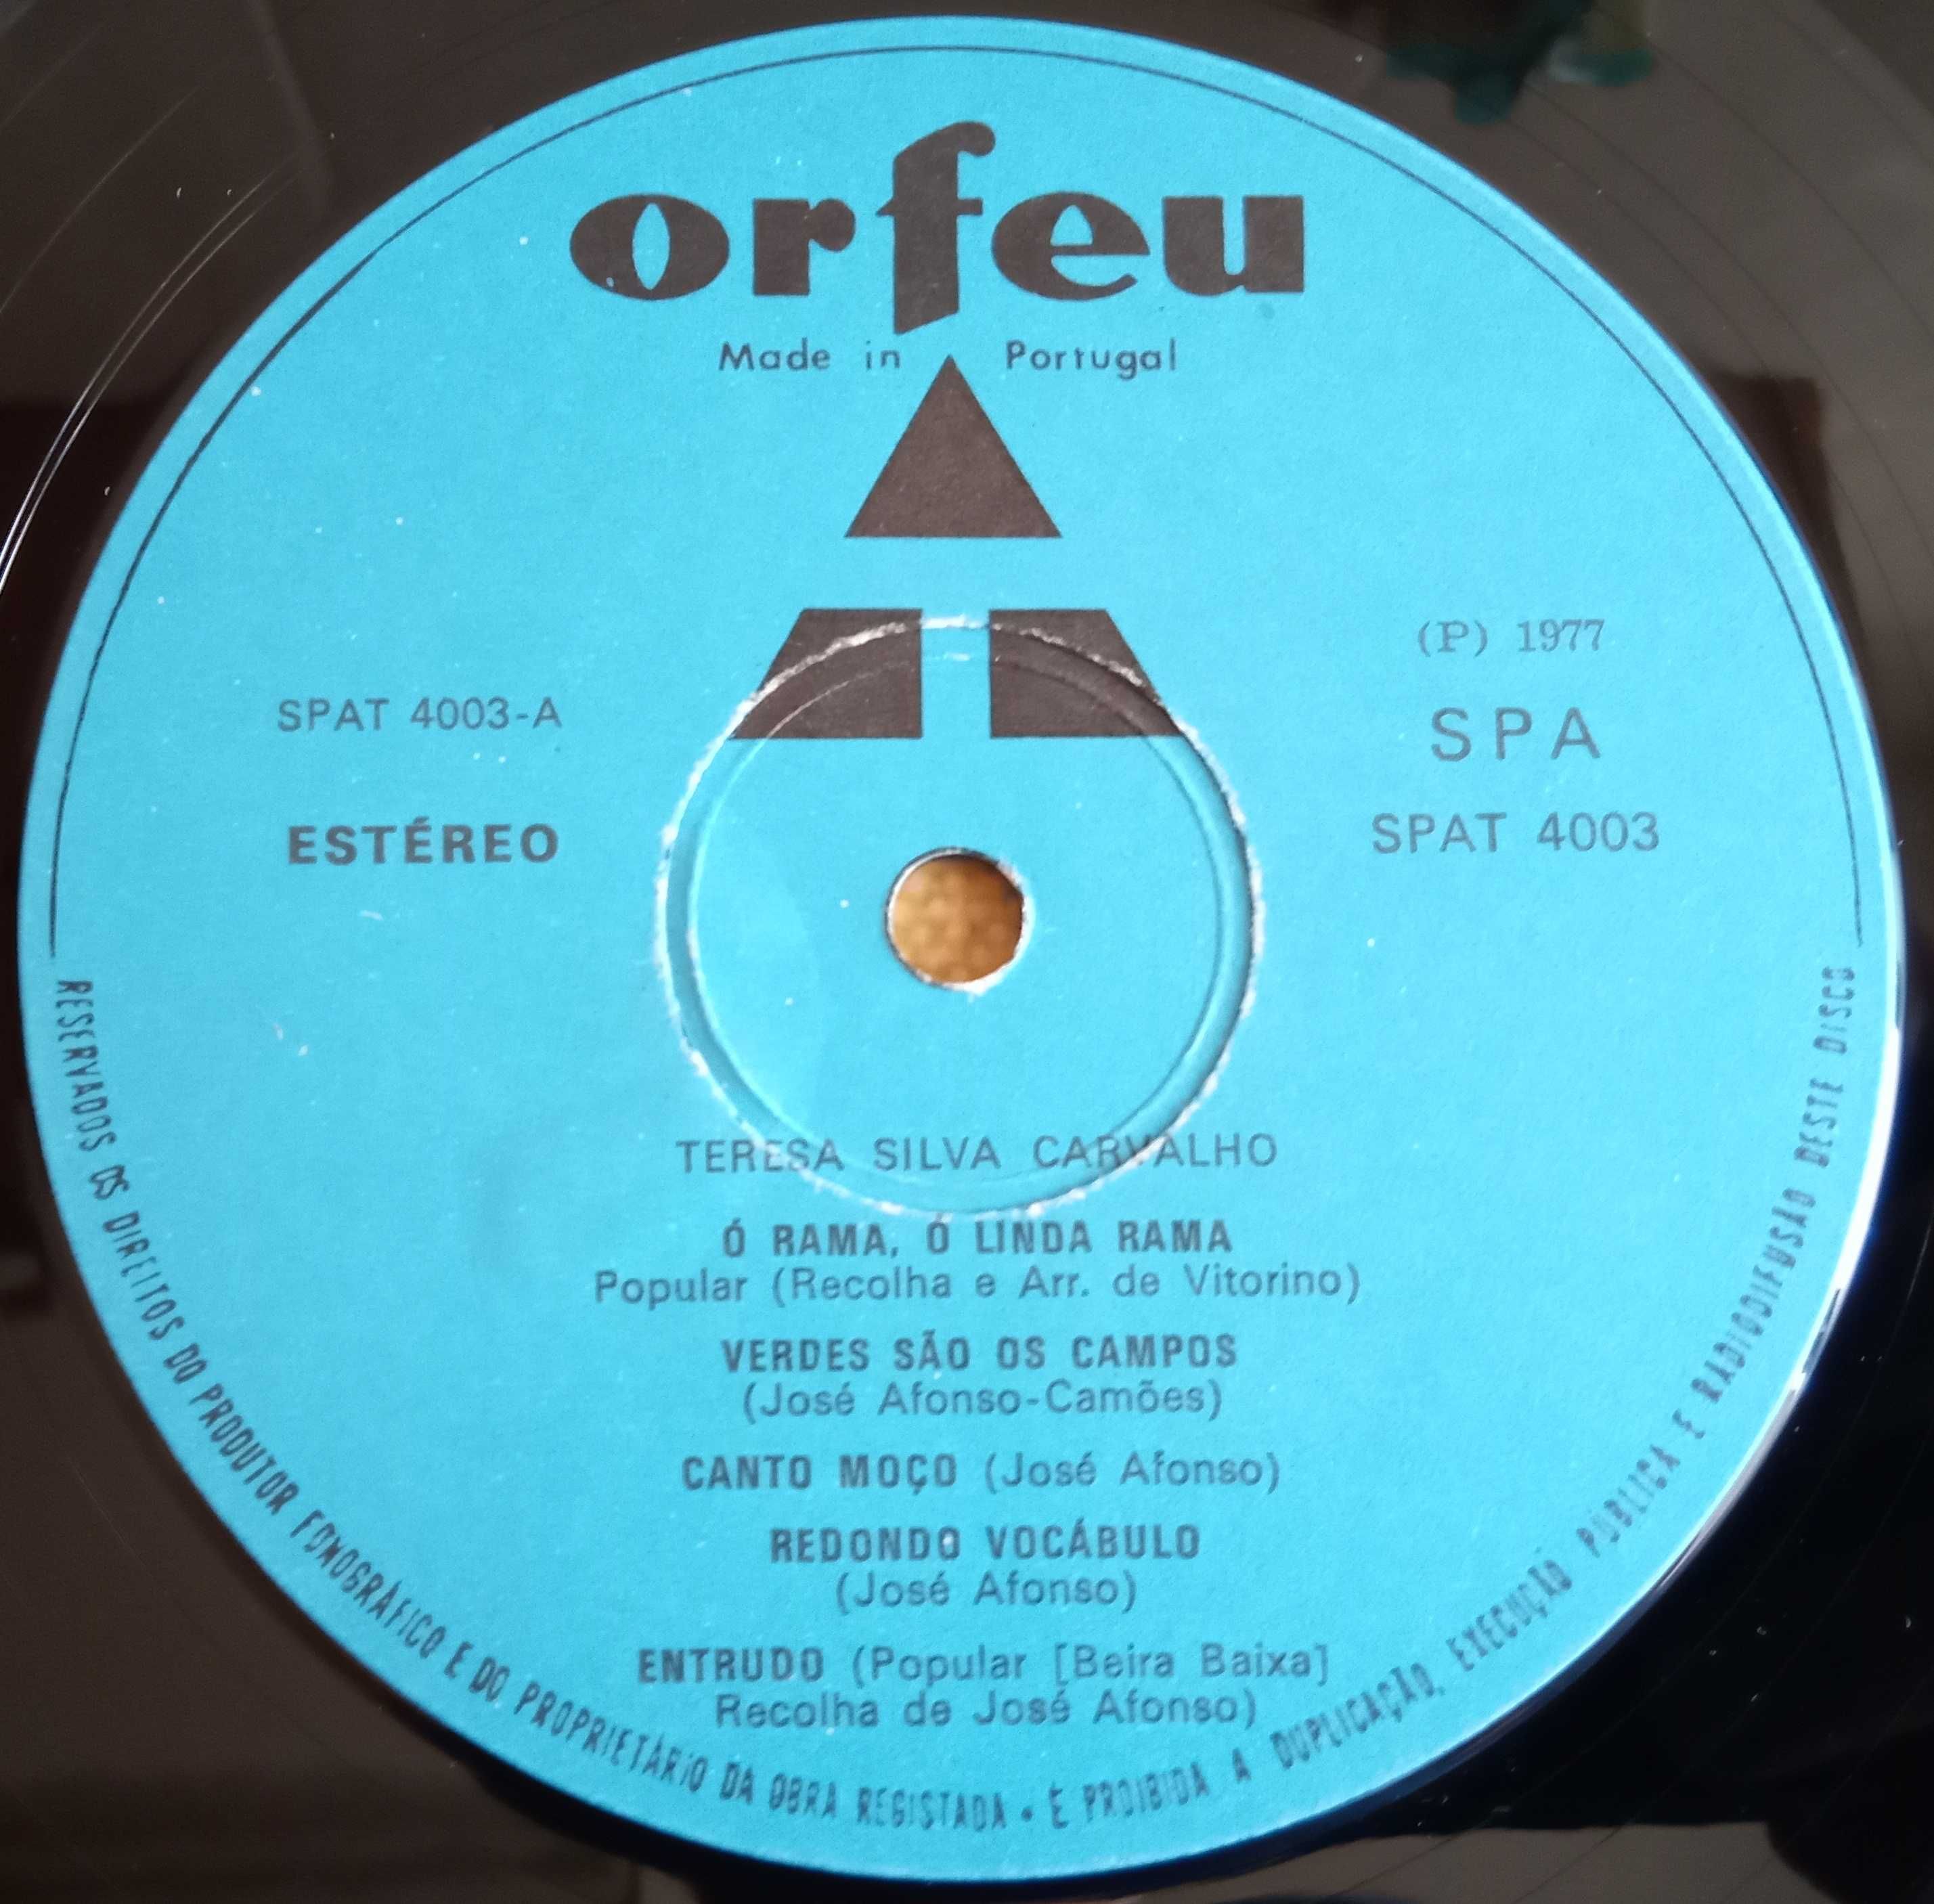 orfeu
Made in Portugal
(P) 1977
SPAT 4003-A
SPA
ESTÉREO
SPAT 4003
TERESA SILVA CARVALHO
Ó RAMA, Ó LINDA RAMA
Popular (Recolha e Arr. de Vitorino)
VERDES SÃO OS CAMPOS
(José Afonso-Camões)
CANTO MOÇO (José Afonso)
REDONDO VOCÁBULO
(José Afonso)
ENTRUDO (Popular [Beira Baixa]
Recolha de José Afonso)
RESERVADOS OS DIREITOS DO PRODUTOR FONOGRÁFICO E DO PROPRIETÁRIO DA OBRA REGISTADA • É PROIBIDA A DUPLICAÇÃO, EXECUÇÃO PÚBLICA E RADIODIFUSÃO DESTE DISCO